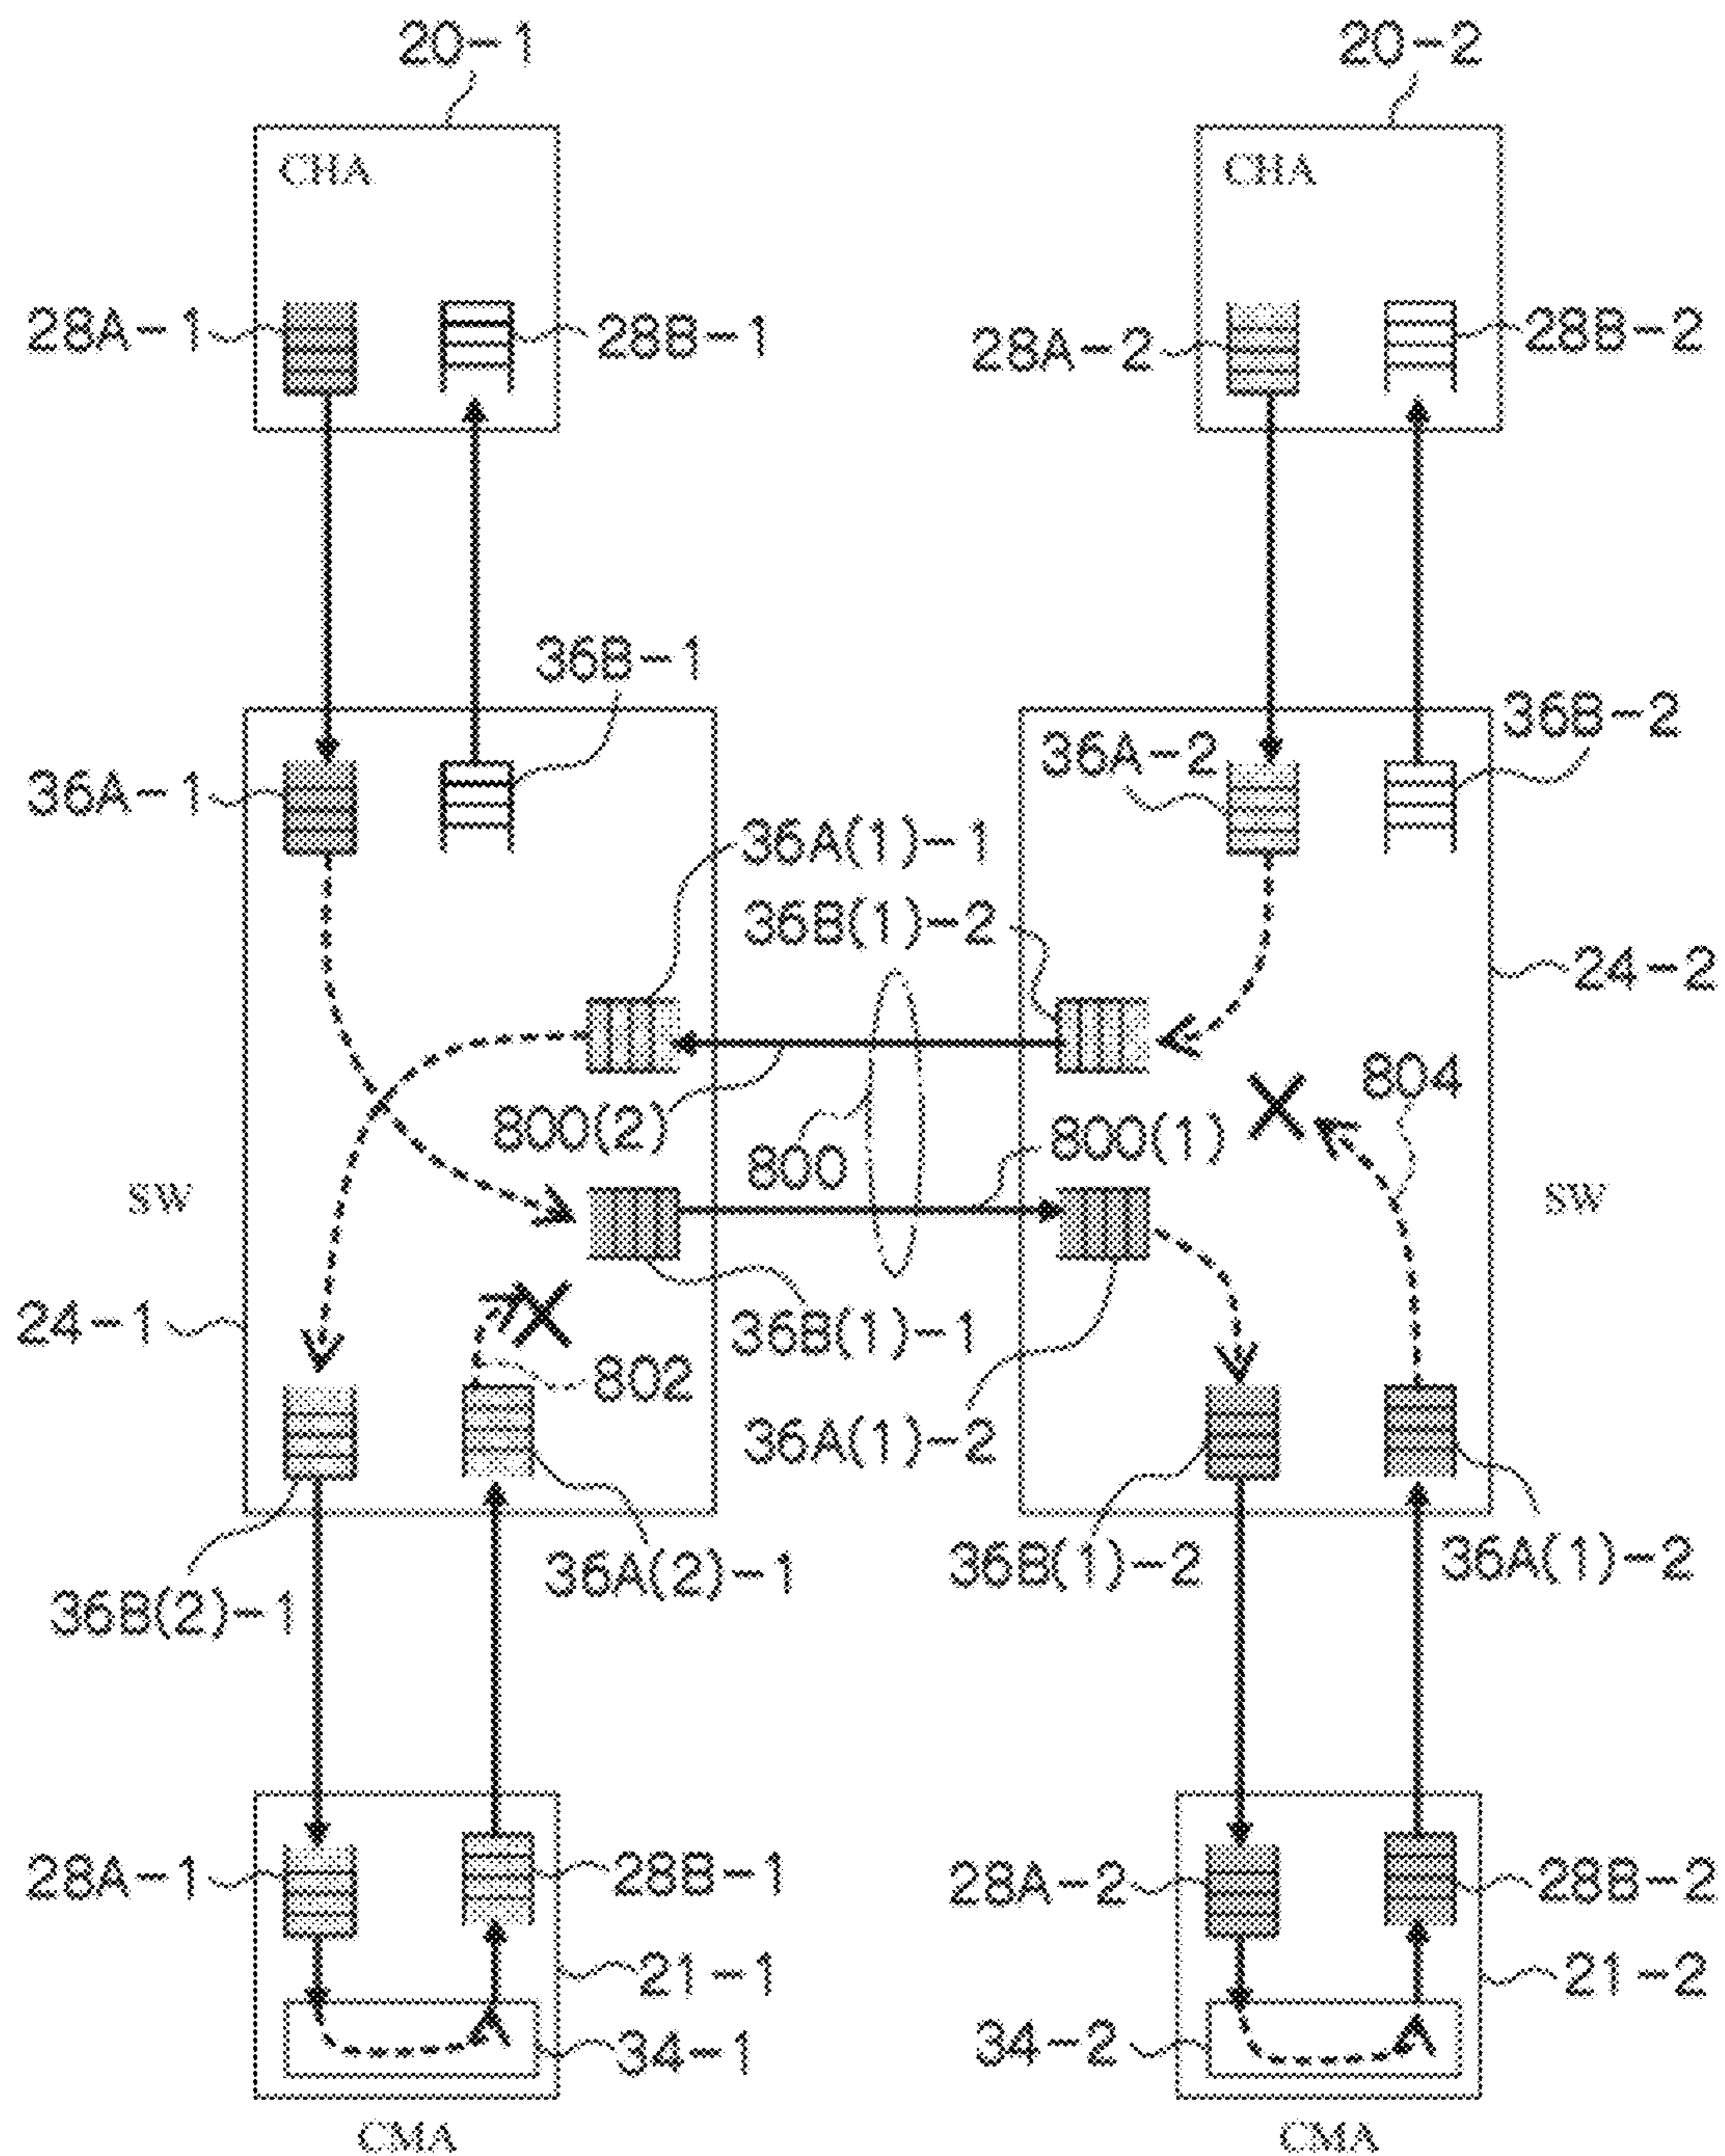 20-1
20-2
CHA
CHA
28A-1
28B-1
28A-2
28B-2
36B-1
36B-2
36A-1
36A-2
36A(1)-1
36B(1)-2
24-2
804
800(2)
800
800(1)
SW
SW
24-1
36B(1)-1
802
36A(1)-2
36B(2)-1
36A(2)-1
36B(1)-2
36A(1)-2
28A-1
28B-1
28A-2
28B-2
21-1
21-2
34-1
34-2
CMA
CMA